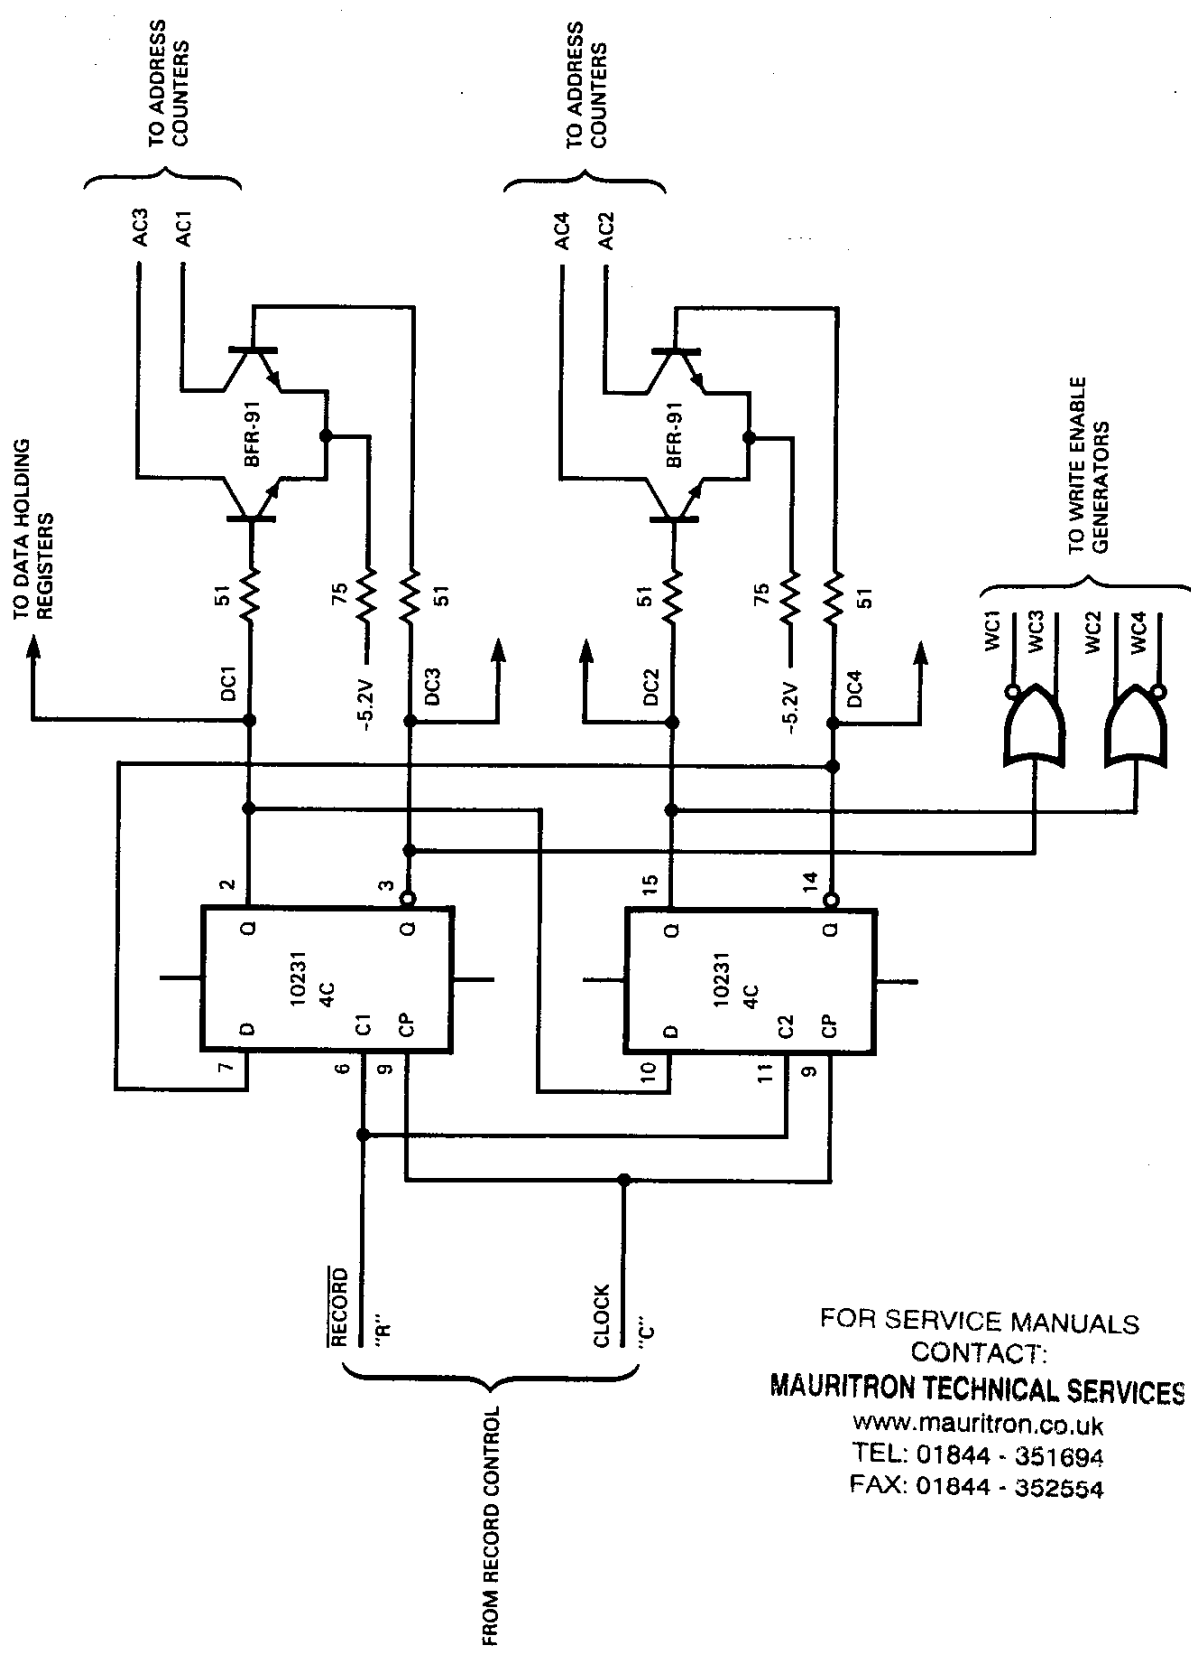 TO ADDRESS
COUNTERS
AC3
AC1
TO ADDRESS
COUNTERS
AC4
AC2
TO DATA HOLDING
REGISTERS
BFR-91
BFR-91
51
75
51
-5.2V
DC1
DC3
51
75
51
-5.2V
DC2
DC4
TO WRITE ENABLE
GENERATORS
WC1
WC3
WC2
WC4
2
3
15
14
Q
Q
10231
4C
D
C1
CP
7
6
9
Q
Q
10231
4C
D
C2
CP
10
11
9
RECORD
"R"
CLOCK
"C"
FROM RECORD CONTROL
FOR SERVICE MANUALS
CONTACT:
MAURITRON TECHNICAL SERVICES
www.mauritron.co.uk
TEL: 01844 - 351694
FAX: 01844 - 352554